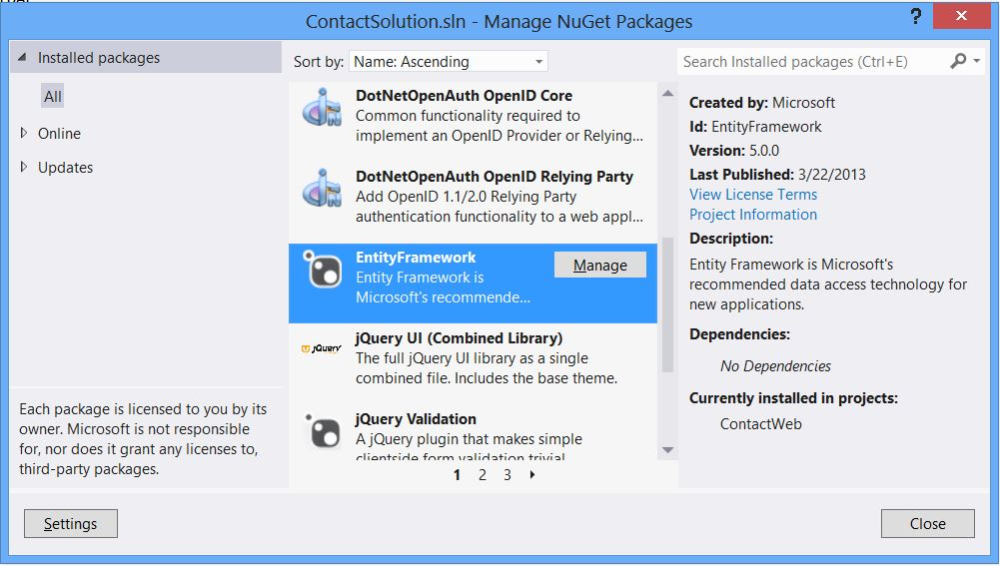 ContactSolution.sln - Manage NuGet Packages
?
Installed packages
All
Online
Updates
Each package is licensed to you by its
owner. Microsoft is not responsible
for, nor does it grant any licenses to,
third-party packages.
Settings
Sort by: Name: Ascending
DotNetOpenAuth OpenID Core
Common functionality required to
implement an OpenID Provider or Relying...
DotNetOpenAuth OpenID Relying Party
Add OpenID 1.1/2.0 Relying Party
authentication functionality to a web appl...
EntityFramework
Manage
Entity Framework is
Microsoft's recommende...
jQuery
jQuery UI (Combined Library)
The full jQuery UI library as a single
combined file. Includes the base theme.
jQuery Validation
A jQuery plugin that makes simple
clientside form validation trivial
1 2 3
Search Installed packages (Ctrl+E)
Created by: Microsoft
Id: EntityFramework
Version: 5.0.0
Last Published: 3/22/2013
View License Terms
Project Information
Description:
Entity Framework is Microsoft's
recommended data access technology for
new applications.
Dependencies:
No Dependencies
Currently installed in projects:
ContactWeb
Close